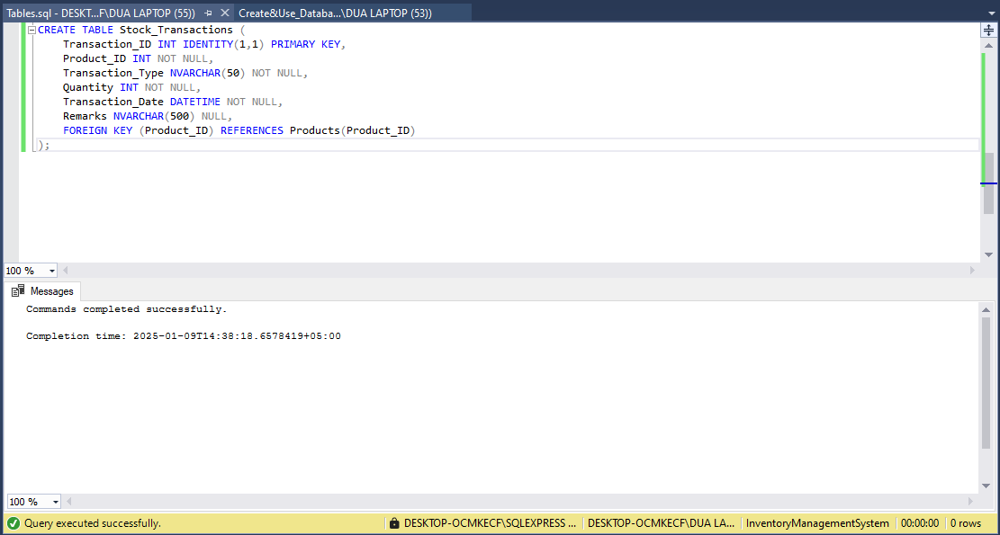 Tables.sql - DESKT...F\DUA LAPTOP (55)) Create&Use_Databa...\DUA LAPTOP (53))
CREATE TABLE Stock_Transactions (
Transaction_ID INT IDENTITY(1,1) PRIMARY KEY,
Product_ID INT NOT NULL,
Transaction_Type NVARCHAR(50) NOT NULL,
Quantity INT NOT NULL,
Transaction_Date DATETIME NOT NULL,
Remarks NVARCHAR(500) NULL,
FOREIGN KEY (Product_ID) REFERENCES Products(Product_ID)
);
100 %
Messages
Commands completed successfully.
Completion time: 2025-01-09T14:38:18.6578419+05:00
100 %
Query executed successfully. DESKTOP-OCMKECF\SQLEXPRESS ... DESKTOP-OCMKECF\DUA LA... InventoryManagementSystem 00:00:00 0 rows